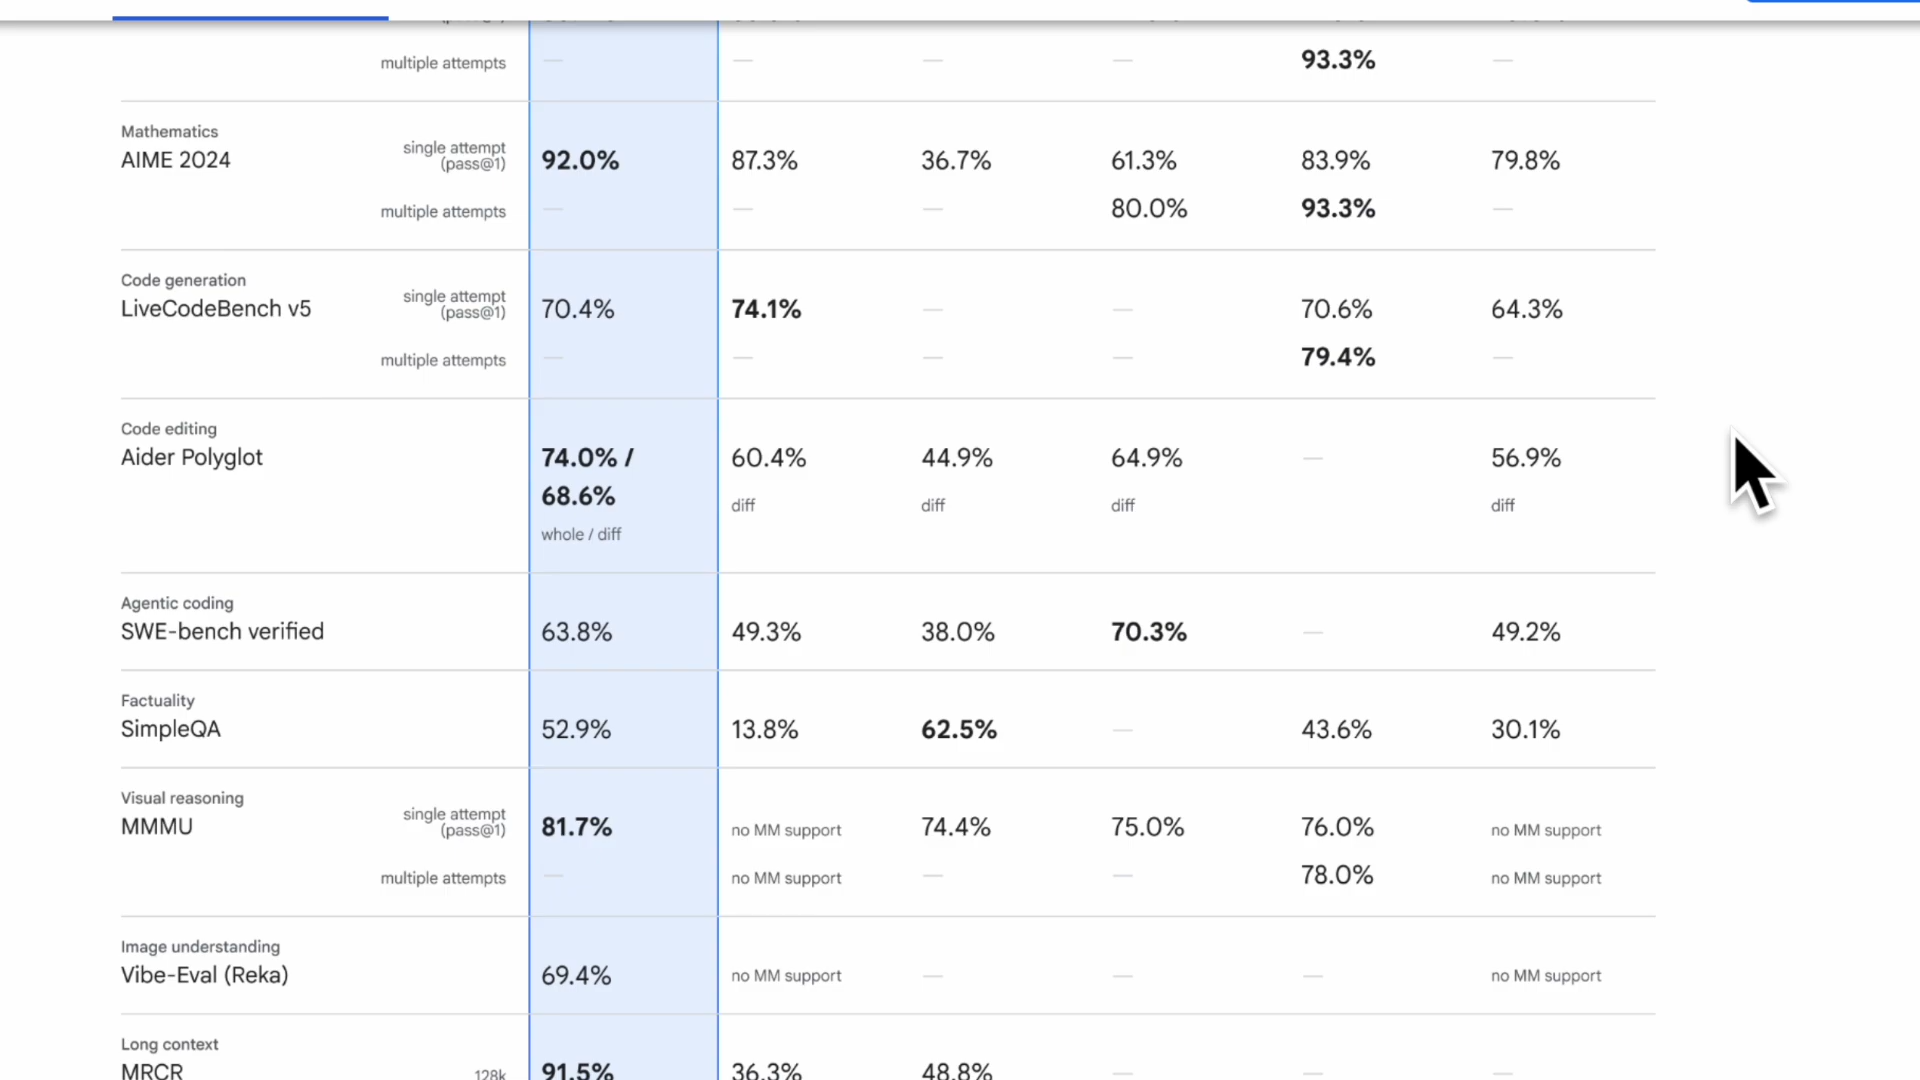 multiple attempts — — — — 93.3% —
Mathematics
AIME 2024 single attempt (pass@1) 92.0% 87.3% 36.7% 61.3% 83.9% 79.8%
multiple attempts — — — 80.0% 93.3% —
Code generation
LiveCodeBench v5 single attempt (pass@1) 70.4% 74.1% — — 70.6% 64.3%
multiple attempts — — — — 79.4% —
Code editing
Aider Polyglot 74.0% / 60.4% 44.9% 64.9% — 56.9%
68.6% diff diff diff diff
whole / diff
Agentic coding
SWE-bench verified 63.8% 49.3% 38.0% 70.3% — 49.2%
Factuality
SimpleQA 52.9% 13.8% 62.5% — 43.6% 30.1%
Visual reasoning
MMMU single attempt (pass@1) 81.7% no MM support 74.4% 75.0% 76.0% no MM support
multiple attempts — no MM support — — 78.0% no MM support
Image understanding
Vibe-Eval (Reka) 69.4% no MM support — — — no MM support
Long context
MRCR 128k 91.5% 36.3% 48.8% — — —